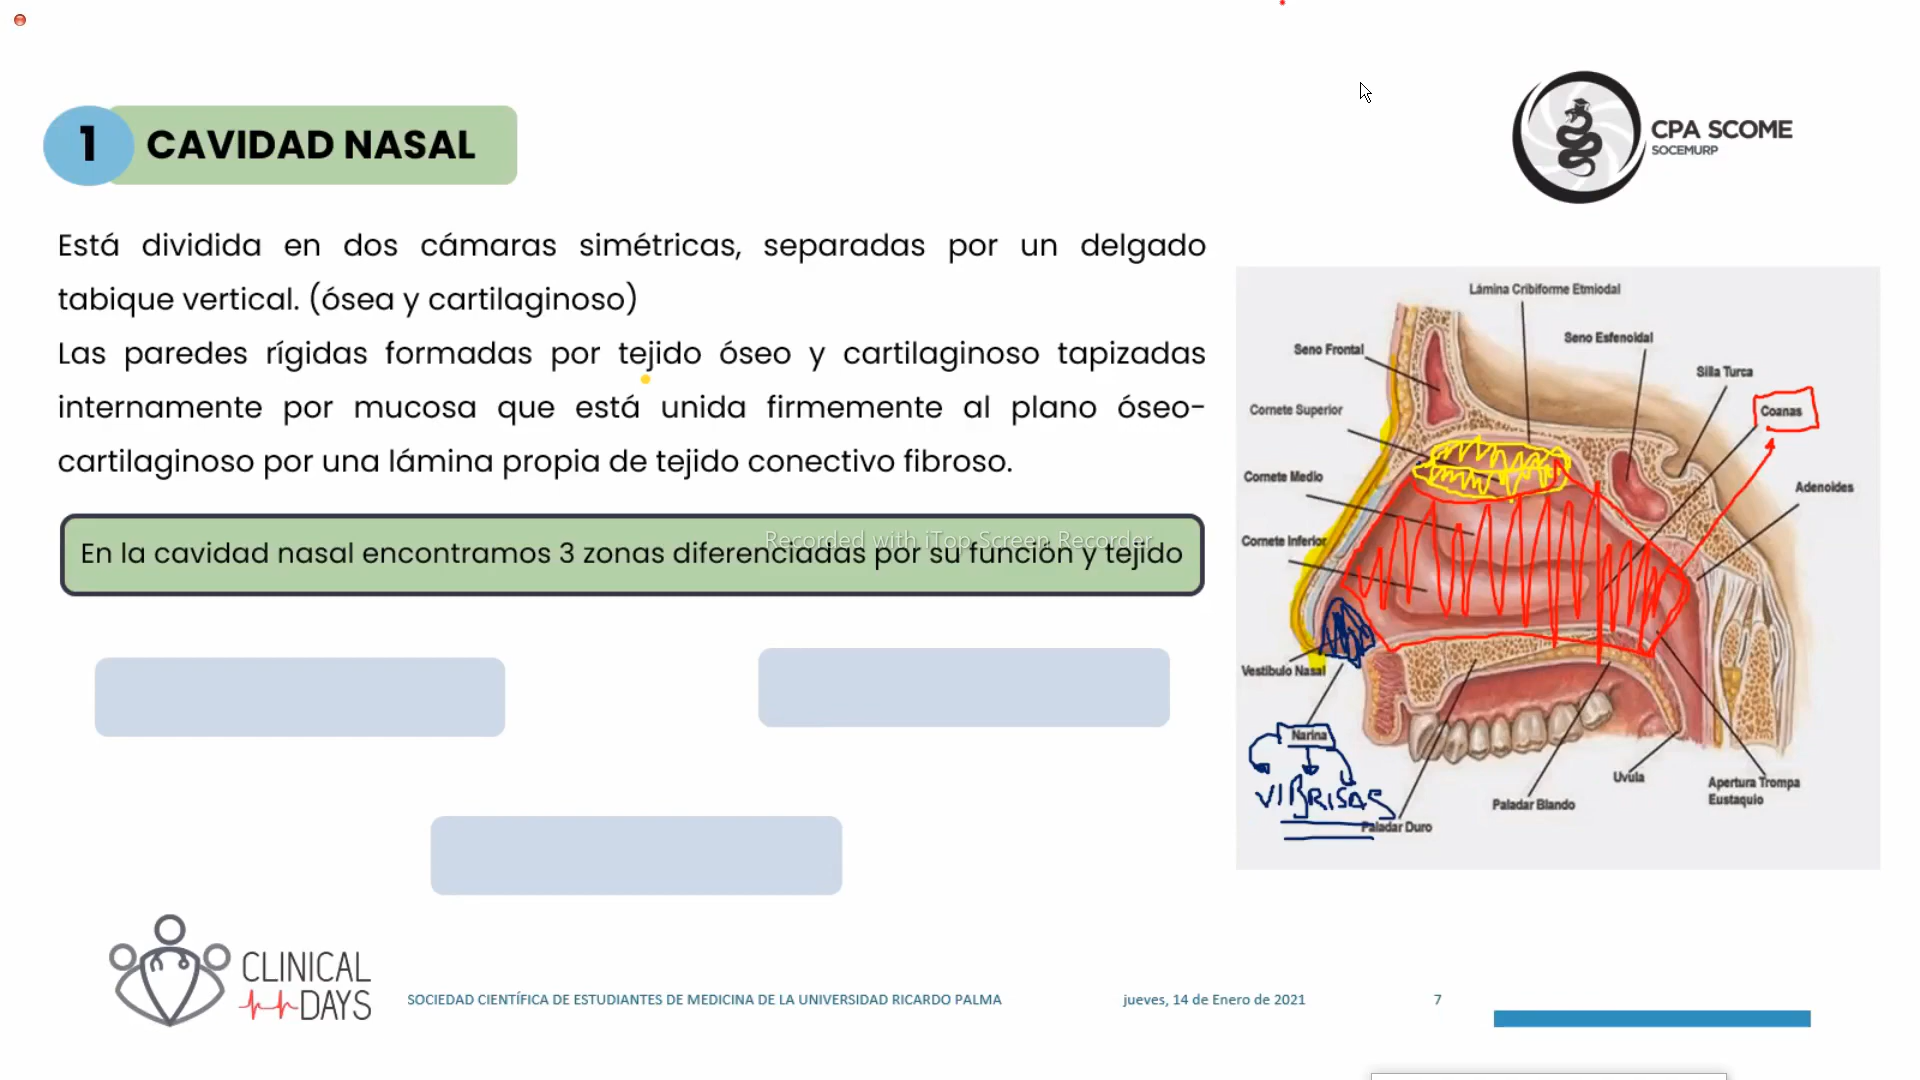 1 CAVIDAD NASAL
CPA SCOME
SOCEMURP
Está dividida en dos cámaras simétricas, separadas por un delgado
tabique vertical. (ósea y cartilaginoso)
Las paredes rígidas formadas por tejido óseo y cartilaginoso tapizadas
internamente por mucosa que está unida firmemente al plano óseo-
cartilaginoso por una lámina propia de tejido conectivo fibroso.
Recorded with iTop Screen Recorder
En la cavidad nasal encontramos 3 zonas diferenciadas por su función y tejido
Lámina Cribiforme Etmiodal
Seno Esfenoidal
Seno Frontal
Silla Turca
Cornete Superior
Coanas
Cornete Medio
Adenoides
Cornete Inferior
Vestíbulo Nasal
Narina
VIBRISAS
Uvula
Apertura Trompa
Eustaquio
Paladar Blando
Paladar Duro
CLINICAL
DAYS
SOCIEDAD CIENTÍFICA DE ESTUDIANTES DE MEDICINA DE LA UNIVERSIDAD RICARDO PALMA
jueves, 14 de Enero de 2021
7